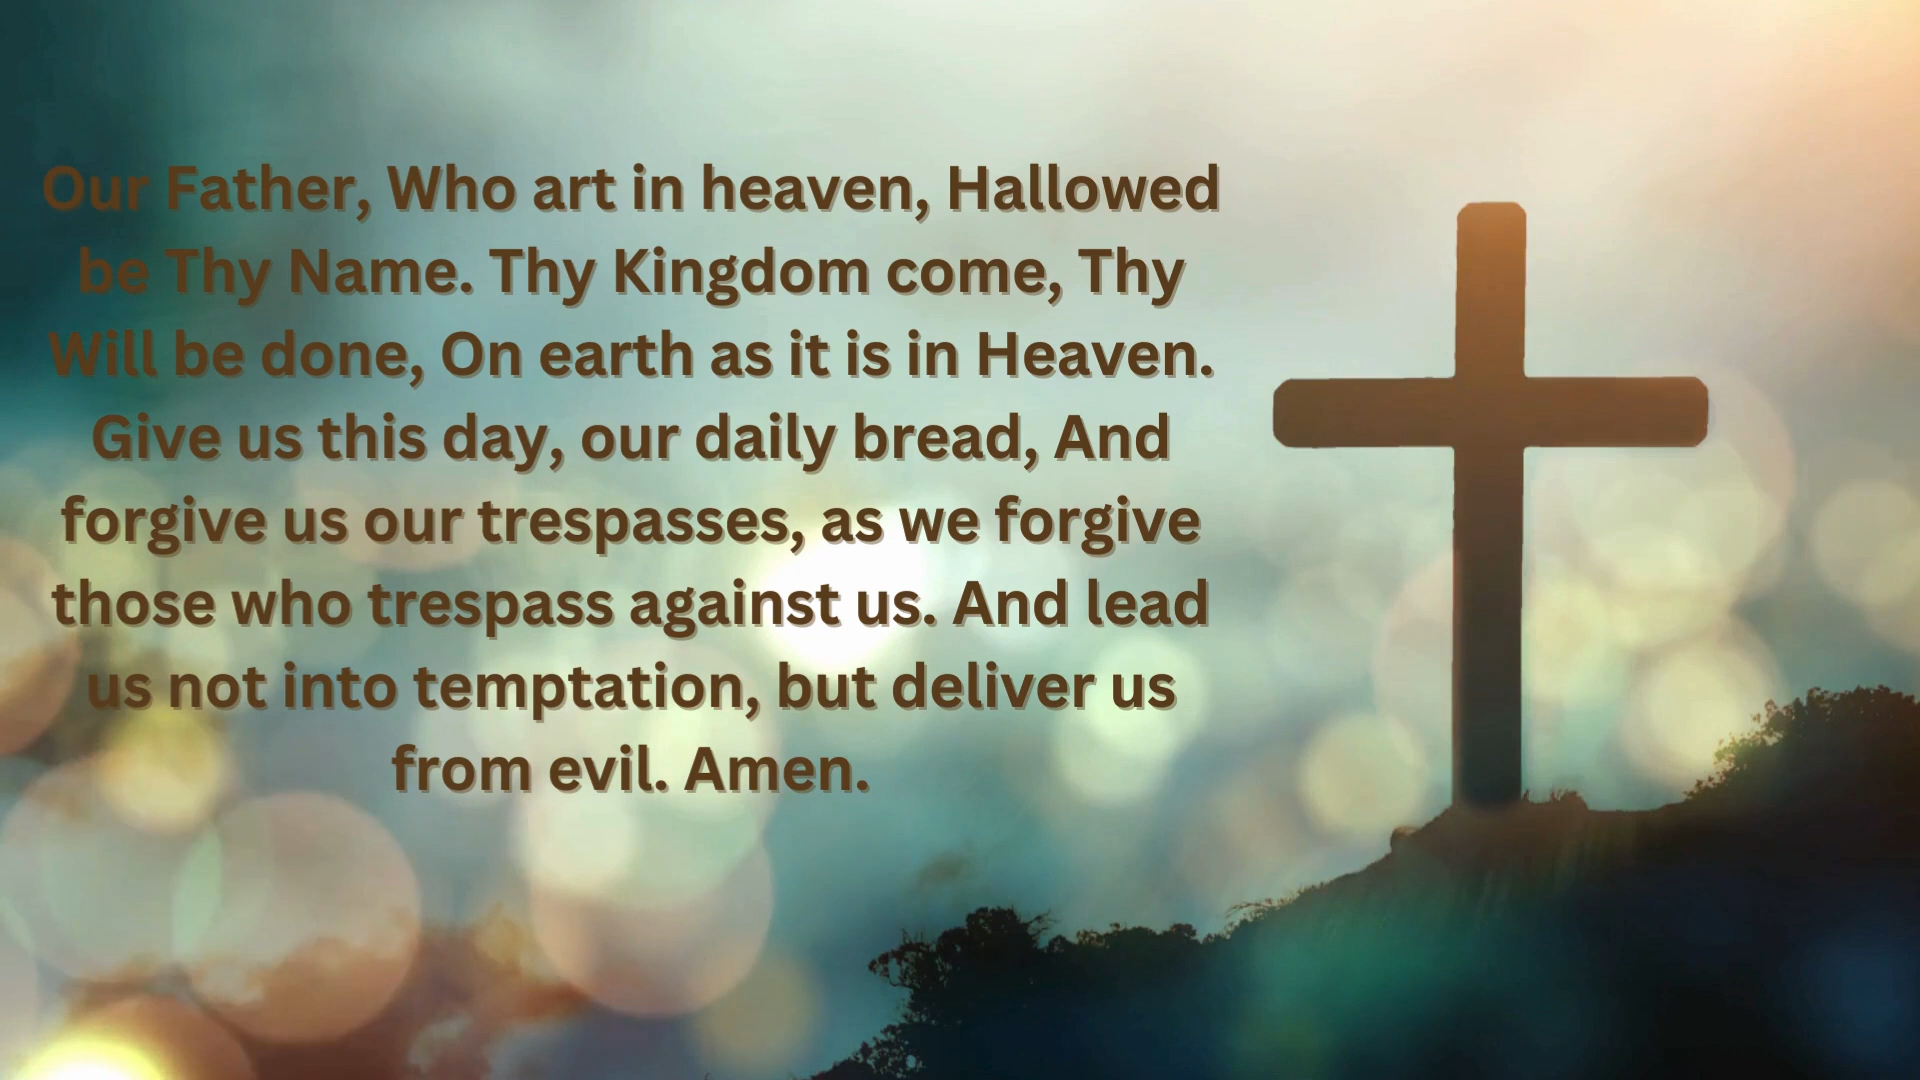 Our Father, Who art in heaven, Hallowed
be Thy Name. Thy Kingdom come, Thy
Will be done, On earth as it is in Heaven.
Give us this day, our daily bread, And
forgive us our trespasses, as we forgive
those who trespass against us. And lead
us not into temptation, but deliver us
from evil. Amen.